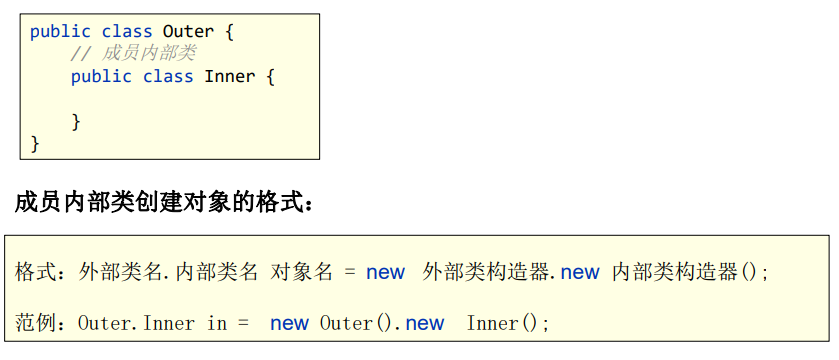 public class Outer {
// 成员内部类
public class Inner {
}
}
成员内部类创建对象的格式：
格式：外部类名.内部类名 对象名 = new 外部类构造器.new 内部类构造器();
范例：Outer.Inner in = new Outer().new Inner();